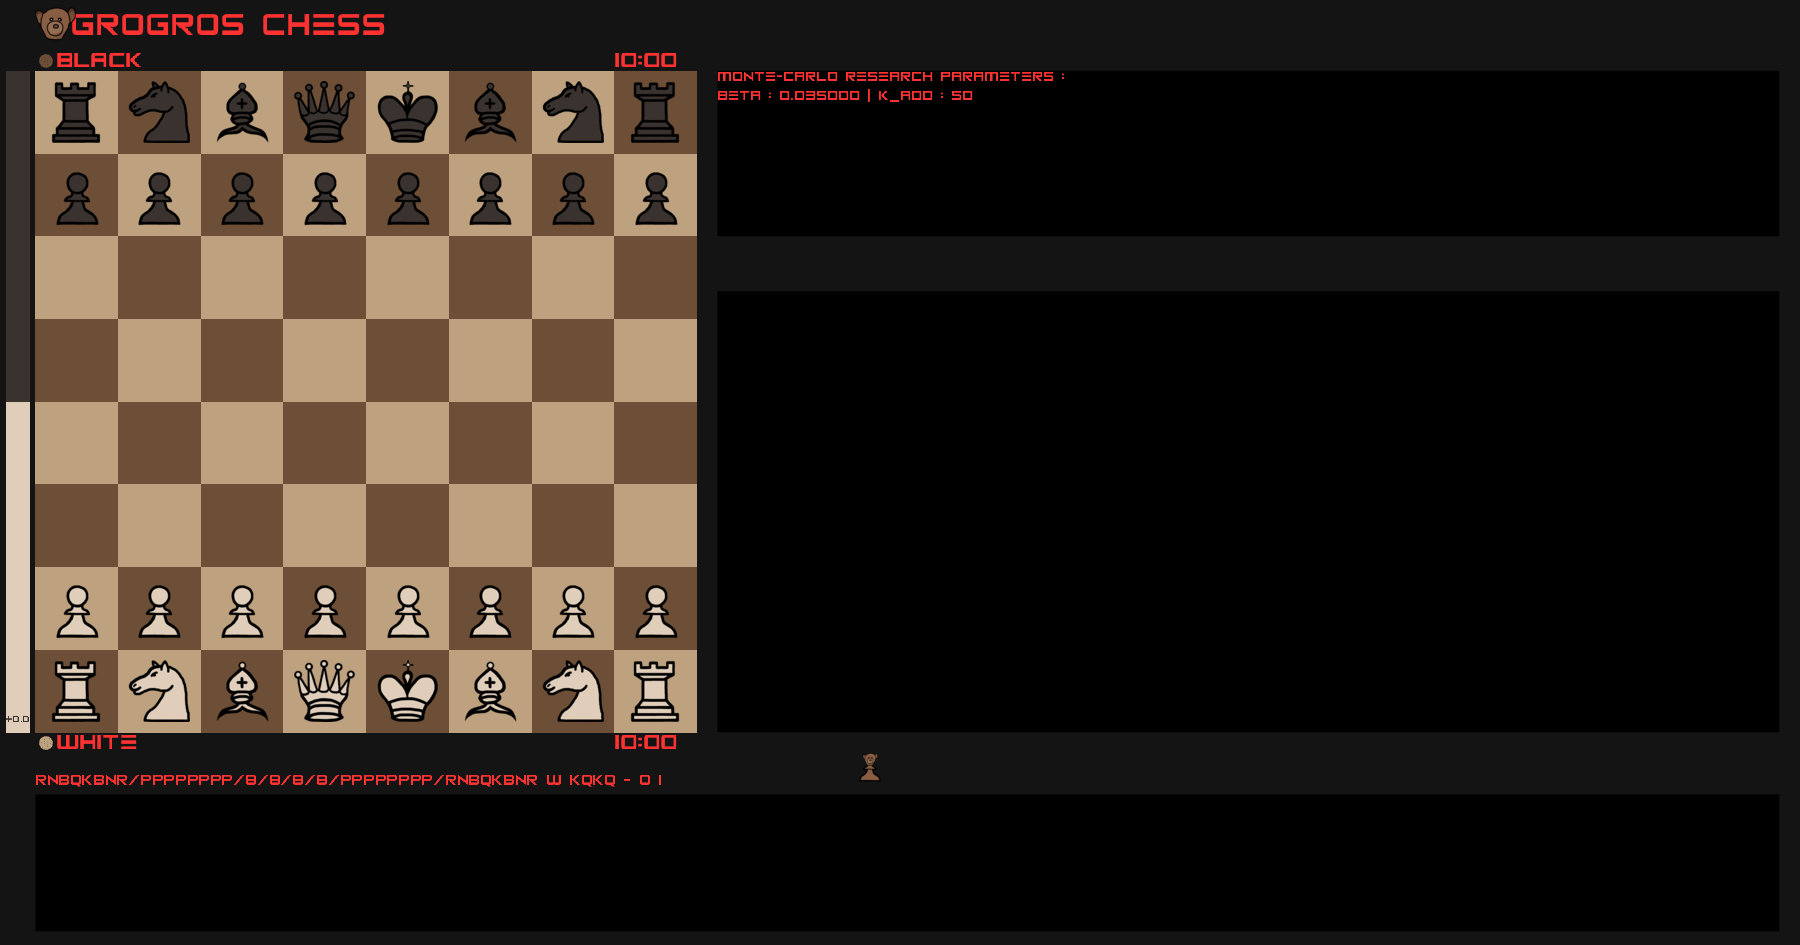 GROGROS CHESS
BLACK 10:00
MONTE-CARLO RESEARCH PARAMETERS :
BETA : 0.035000 | K_ADD : 50
+0.0
WHITE 10:00
RNBQKBNR/PPPPPPPP/8/8/8/8/PPPPPPPP/RNBQKBNR W KQKQ - 0 1